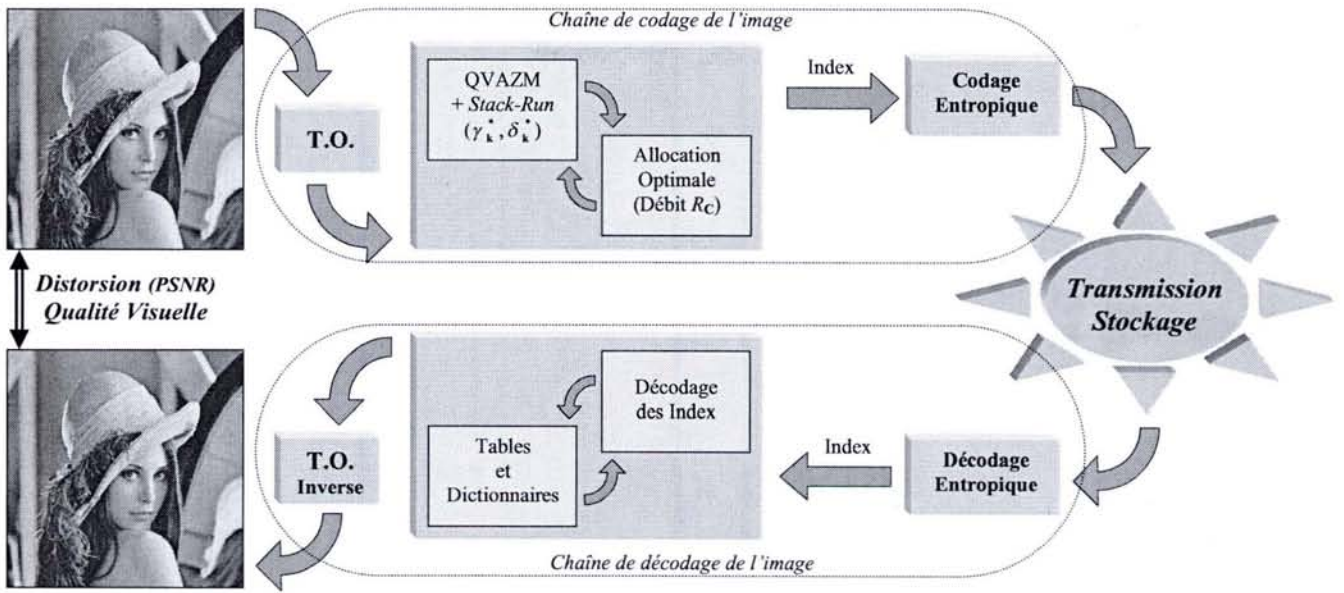 Chaîne de codage de l'image
QVAZM
+ Stack-Run
(γ*k, δ*k)
T.O.
Allocation
Optimale
(Débit RC)
Index
Codage
Entropique
Distorsion (PSNR)
Qualité Visuelle
Transmission
Stockage
T.O.
Inverse
Décodage
des Index
Tables
et
Dictionnaires
Index
Décodage
Entropique
Chaîne de décodage de l'image